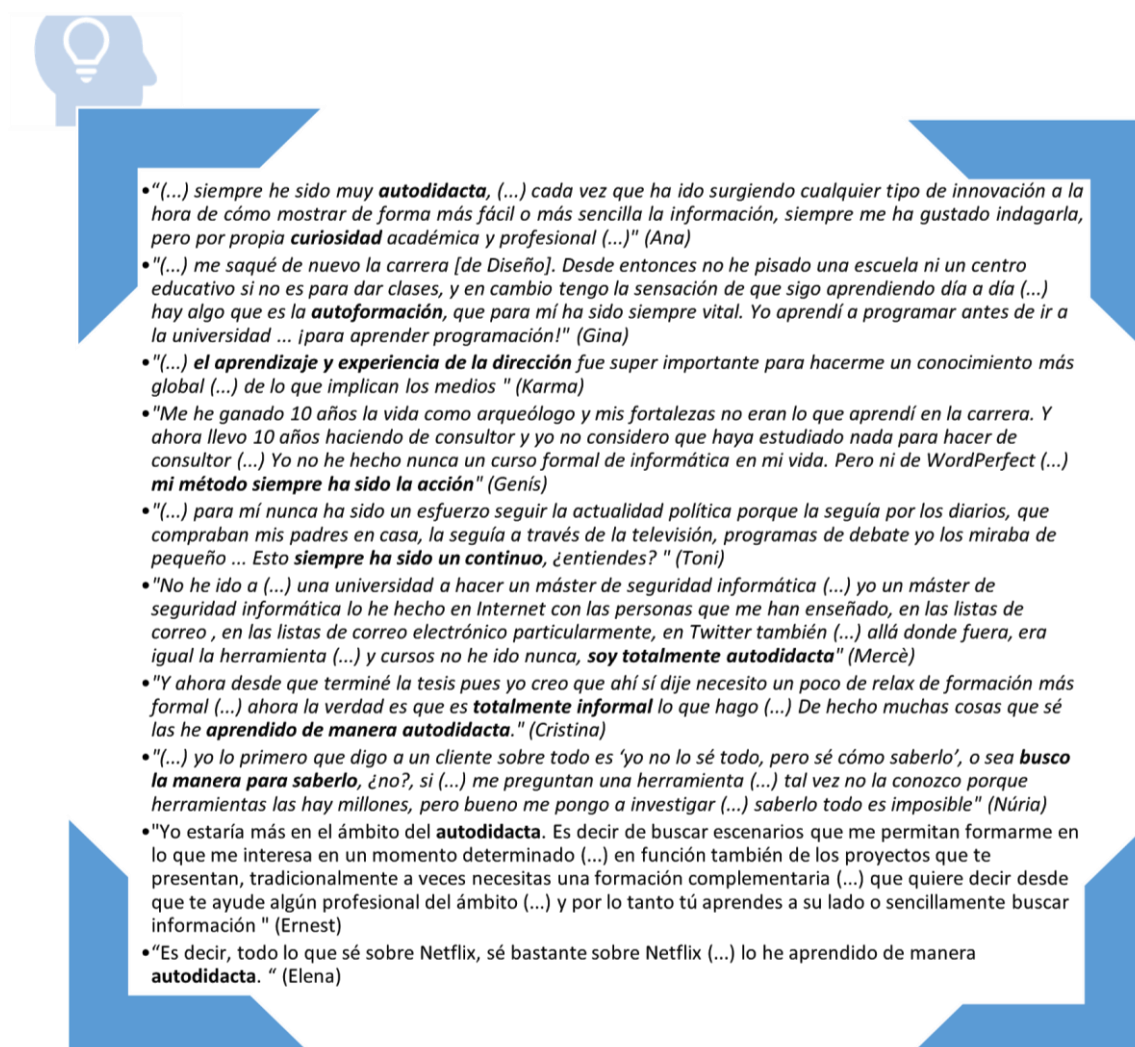 •“(...) siempre he sido muy autodidacta, (...) cada vez que ha ido surgiendo cualquier tipo de innovación a la
hora de cómo mostrar de forma más fácil o más sencilla la información, siempre me ha gustado indagarla,
pero por propia curiosidad académica y profesional (...)" (Ana)
•"(...) me saqué de nuevo la carrera [de Diseño]. Desde entonces no he pisado una escuela ni un centro
educativo si no es para dar clases, y en cambio tengo la sensación de que sigo aprendiendo día a día (...)
hay algo que es la autoformación, que para mí ha sido siempre vital. Yo aprendí a programar antes de ir a
la universidad ... ¡para aprender programación!" (Gina)
•"(...) el aprendizaje y experiencia de la dirección fue super importante para hacerme un conocimiento más
global (...) de lo que implican los medios " (Karma)
•"Me he ganado 10 años la vida como arqueólogo y mis fortalezas no eran lo que aprendí en la carrera. Y
ahora llevo 10 años haciendo de consultor y yo no considero que haya estudiado nada para hacer de
consultor (...) Yo no he hecho nunca un curso formal de informática en mi vida. Pero ni de WordPerfect (...)
mi método siempre ha sido la acción" (Genís)
•"(...) para mí nunca ha sido un esfuerzo seguir la actualidad política porque la seguía por los diarios, que
compraban mis padres en casa, la seguía a través de la televisión, programas de debate yo los miraba de
pequeño ... Esto siempre ha sido un continuo, ¿entiendes? " (Toni)
•"No he ido a (...) una universidad a hacer un máster de seguridad informática (...) yo un máster de
seguridad informática lo he hecho en Internet con las personas que me han enseñado, en las listas de
correo , en las listas de correo electrónico particularmente, en Twitter también (...) allá donde fuera, era
igual la herramienta (...) y cursos no he ido nunca, soy totalmente autodidacta" (Mercè)
•"Y ahora desde que terminé la tesis pues yo creo que ahí sí dije necesito un poco de relax de formación más
formal (...) ahora la verdad es que es totalmente informal lo que hago (...) De hecho muchas cosas que sé
las he aprendido de manera autodidacta." (Cristina)
•"(...) yo lo primero que digo a un cliente sobre todo es ‘yo no lo sé todo, pero sé cómo saberlo’, o sea busco
la manera para saberlo, ¿no?, si (...) me preguntan una herramienta (...) tal vez no la conozco porque
herramientas las hay millones, pero bueno me pongo a investigar (...) saberlo todo es imposible" (Núria)
•"Yo estaría más en el ámbito del autodidacta. Es decir de buscar escenarios que me permitan formarme en
lo que me interesa en un momento determinado (...) en función también de los proyectos que te
presentan, tradicionalmente a veces necesitas una formación complementaria (...) que quiere decir desde
que te ayude algún profesional del ámbito (...) y por lo tanto tú aprendes a su lado o sencillamente buscar
información " (Ernest)
•“Es decir, todo lo que sé sobre Netflix, sé bastante sobre Netflix (...) lo he aprendido de manera
autodidacta. “ (Elena)